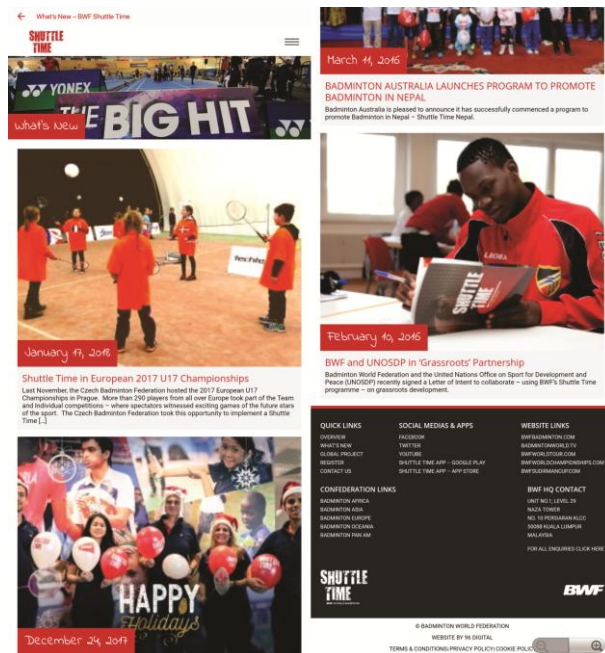 What's New – BWF Shuttle Time
SHUTTLE
TIME
YONEX
THE BIG HIT
What's New
January 17, 2018
Shuttle Time in European 2017 U17 Championships
Last November, the Czech Badminton Federation hosted the 2017 European U17
Championships in Prague. More than 290 players from all over Europe took part of the Team
and Individual competitions – where spectators witnessed exciting games of the future stars
of the sport. The Czech Badminton Federation took this opportunity to implement a Shuttle
Time [...]
HAPPY
Holidays
December 24, 2017
March 11, 2016
BADMINTON AUSTRALIA LAUNCHES PROGRAM TO PROMOTE
BADMINTON IN NEPAL
Badminton Australia is pleased to announce it has successfully commenced a program to
promote Badminton in Nepal – Shuttle Time Nepal.
SHUTTLE
TIME
February 10, 2016
BWF and UNOSDP in 'Grassroots' Partnership
Badminton World Federation and the United Nations Office on Sport for Development and
Peace (UNOSDP) recently signed a Letter of Intent to collaborate – using BWF's Shuttle Time
programme – on grassroots development.
QUICK LINKS
OVERVIEW
WHAT'S NEW
GLOBAL PROJECT
REGISTER
CONTACT US
SOCIAL MEDIAS & APPS
FACEBOOK
TWITTER
YOUTUBE
SHUTTLE TIME APP – GOOGLE PLAY
SHUTTLE TIME APP – APP STORE
WEBSITE LINKS
BWFBADMINTON.COM
BADMINTONWORLD.TV
BWFWORLDTOUR.COM
BWFWORLDCHAMPIONSHIPS.COM
BWFSUDIRMANCUP.COM
CONFEDERATION LINKS
BADMINTON AFRICA
BADMINTON ASIA
BADMINTON EUROPE
BADMINTON OCEANIA
BADMINTON PAN AM
BWF HQ CONTACT
UNIT NO.1, LEVEL 29
NAZA TOWER
NO. 10 PERSIARAN KLCC
50088 KUALA LUMPUR
MALAYSIA
FOR ALL ENQUIRIES CLICK HERE
SHUTTLE
TIME
BWF
© BADMINTON WORLD FEDERATION
WEBSITE BY 96 DIGITAL
TERMS & CONDITIONS| PRIVACY POLICY| COOKIE POLIC